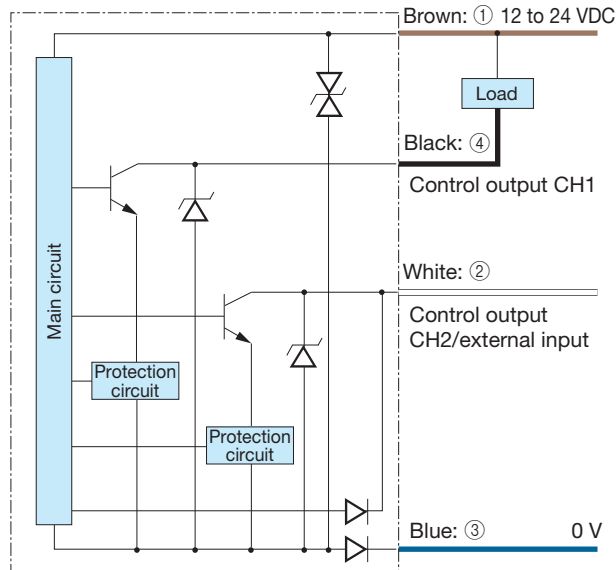 Brown: ① 12 to 24 VDC
Load
Black: ④
Control output CH1
Main circuit
White: ②
Control output
CH2/external input
Protection
circuit
Protection
circuit
Blue: ③ 0 V